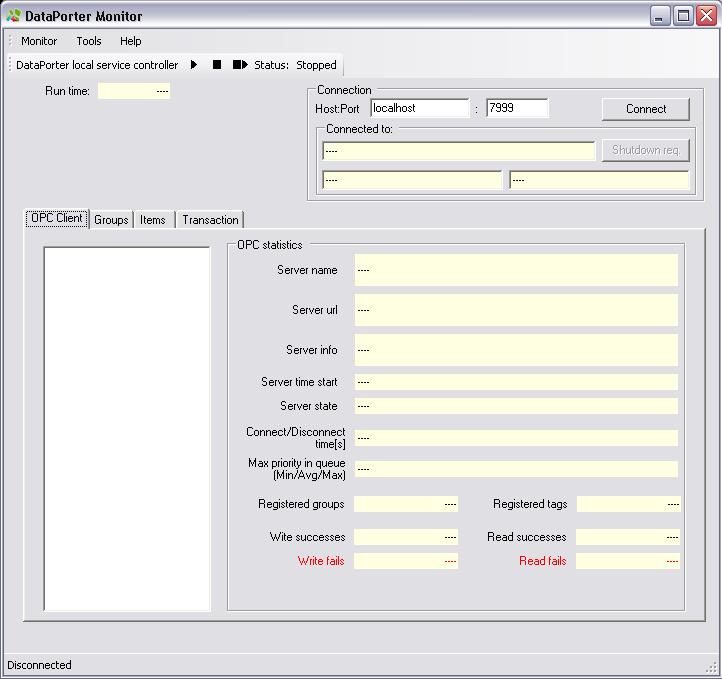 DataPorter Monitor
Monitor Tools Help
DataPorter local service controller Status: Stopped
Run time: ----
Connection
Host:Port localhost : 7999 Connect
Connected to:
---- Shutdown req.
---- ----
OPC Client Groups Items Transaction
OPC statistics
Server name ----
Server url ----
Server info ----
Server time start ----
Server state ----
Connect/Disconnect
time[s] ----
Max priority in queue
(Min/Avg/Max) ----
Registered groups ---- Registered tags ----
Wite successes ---- Read successes ----
Write fails ---- Read fails ----
Disconnected